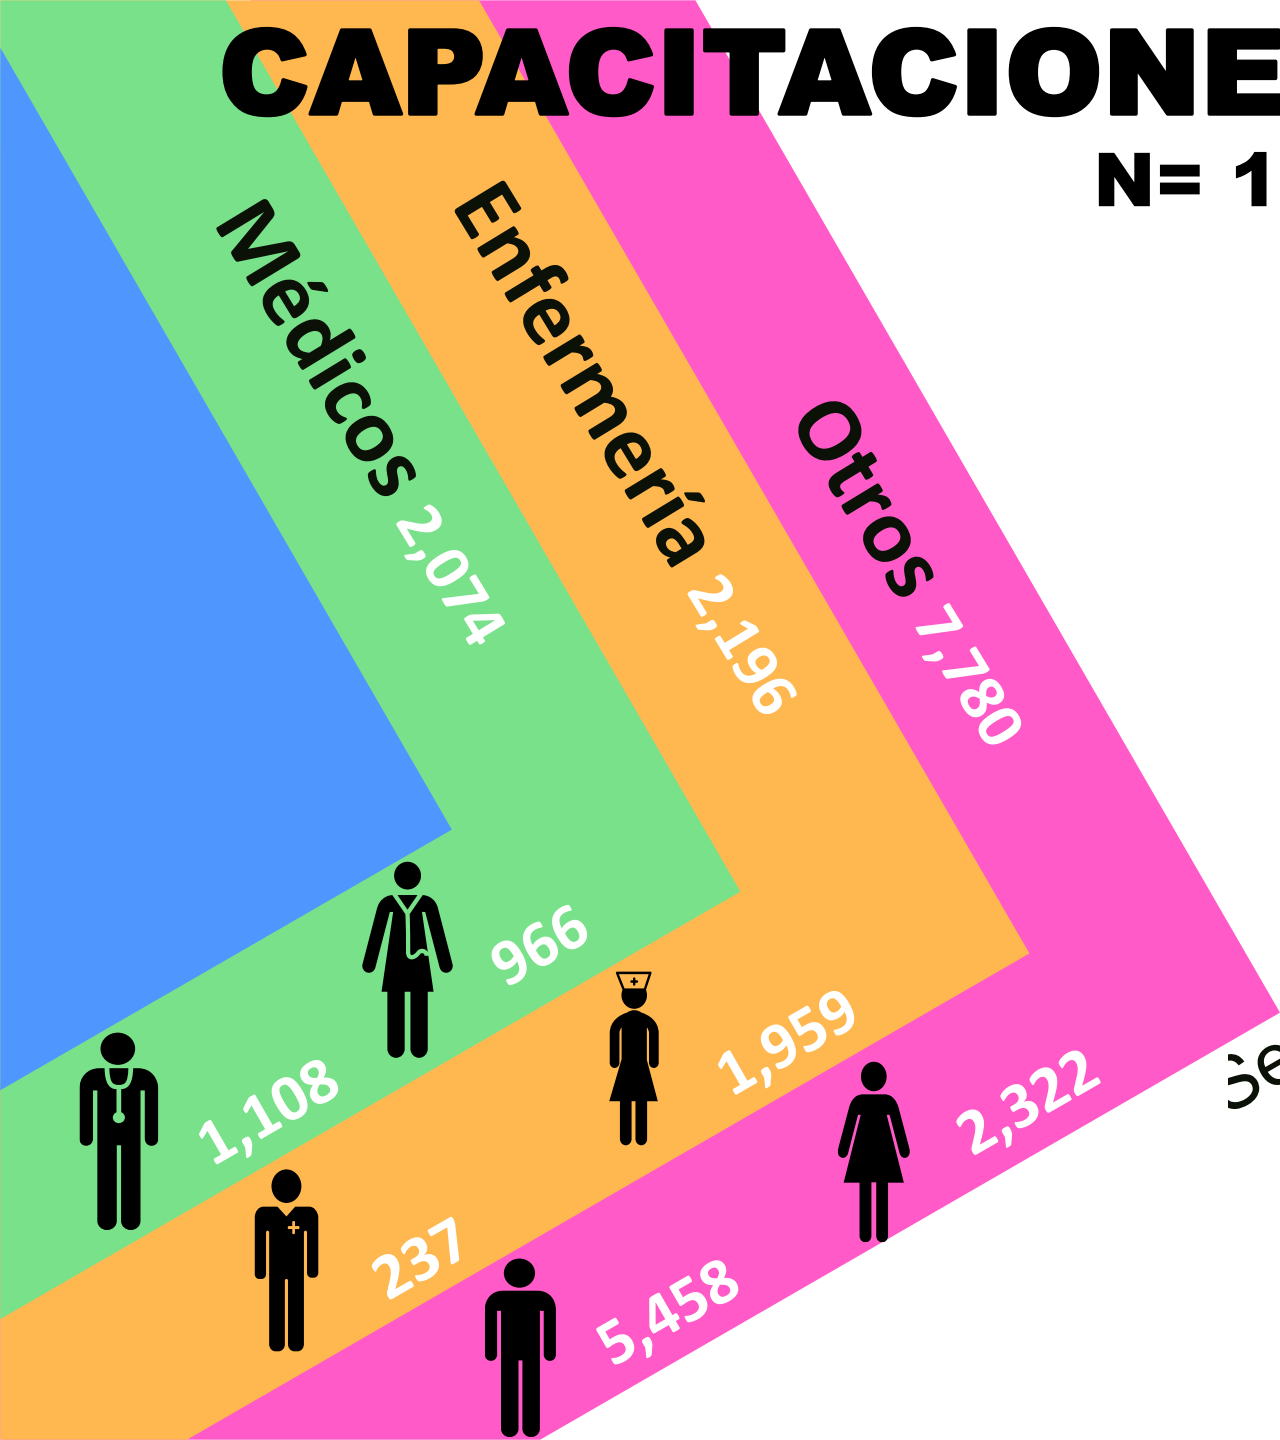 CAPACITACIONE
N= 1
Médicos 2,074
Enfermería 2,196
Otros 7,780
966
1,108
1,959
237
2,322
5,458
Se